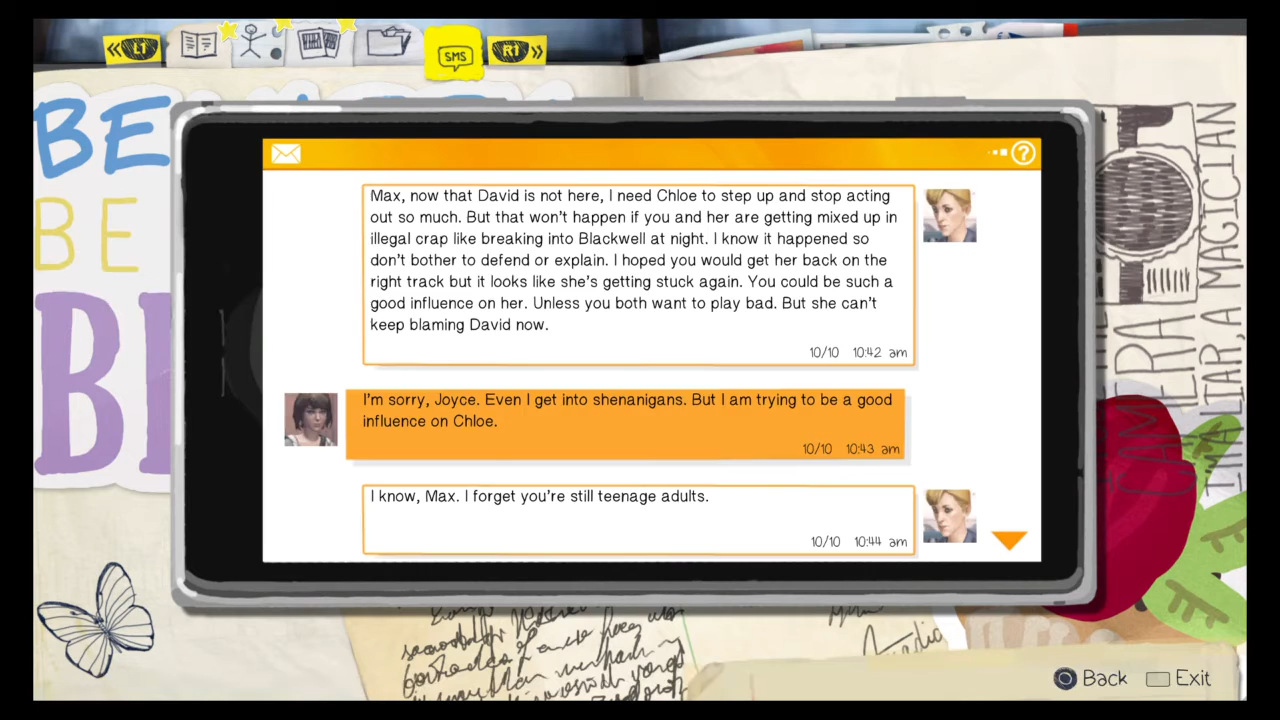 L1
SMS
R1
BE
BE
Max, now that David is not here, I need Chloe to step up and stop acting
out so much. But that won't happen if you and her are getting mixed up in
illegal crap like breaking into Blackwell at night. I know it happened so
don't bother to defend or explain. I hoped you would get her back on the
right track but it looks like she's getting stuck again. You could be such a
good influence on her. Unless you both want to play bad. But she can't
keep blaming David now.
10/10 10:42 am
I'm sorry, Joyce. Even I get into shenanigans. But I am trying to be a good
influence on Chloe.
10/10 10:43 am
I know, Max. I forget you're still teenage adults.
10/10 10:44 am
?
I'M A LIAR, A MAGICIAN
Back
Exit